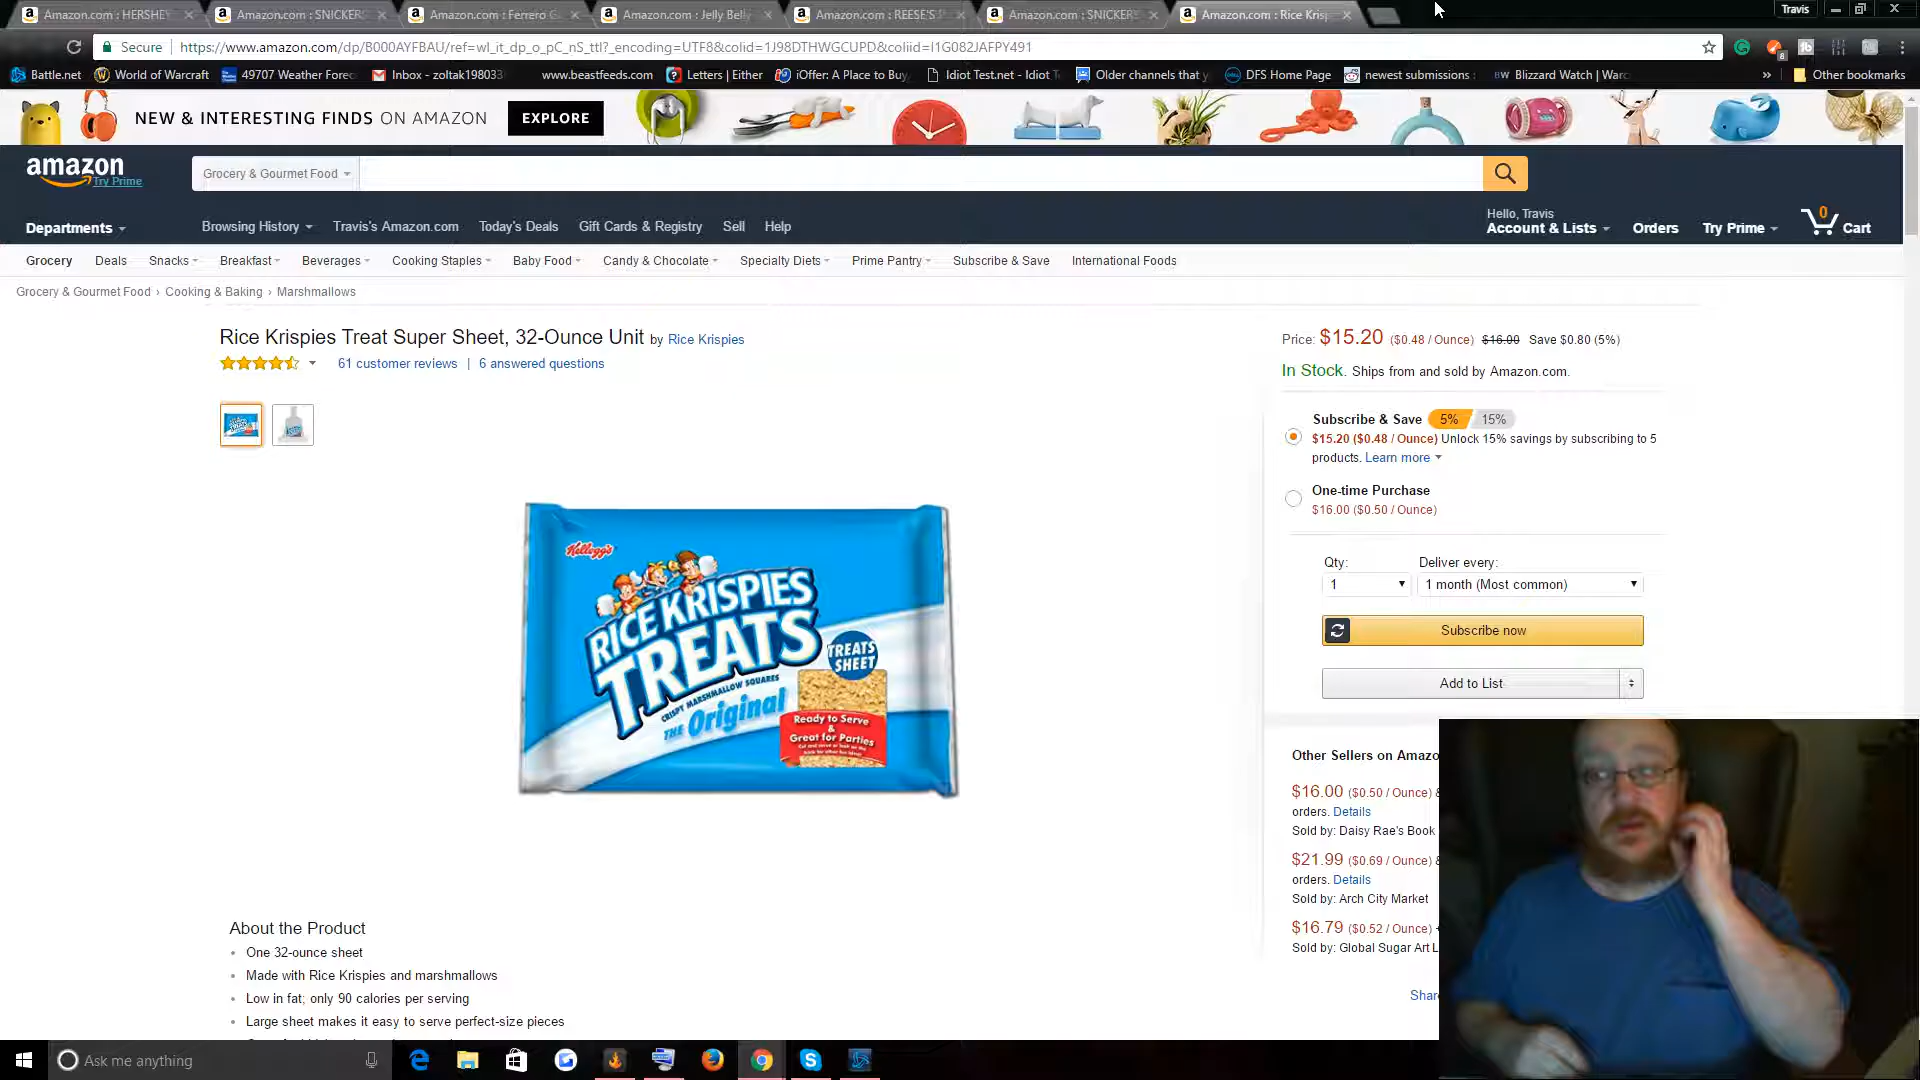 Amazon.com : HERSHEY
Amazon.com : SNICKERS
Amazon.com : Ferrero G
Amazon.com : Jelly Belly
Amazon.com : REESE'S
Amazon.com : SNICKERS
Amazon.com : Rice Krisp
Travis
Secure
https://www.amazon.com/dp/B000AYFBAU/ref=wl_it_dp_o_pC_nS_ttl?_encoding=UTF8&colid=1J98DTHWGCUPD&coliid=I1G082JAFPY491
Battle.net
World of Warcraft
49707 Weather Forec
Inbox - zoltak198033
www.beastfeeds.com
Letters | Either
iOffer: A Place to Buy,
Idiot Test.net - Idiot T
Older channels that y
DFS Home Page
newest submissions :
BW Blizzard Watch | Warc
»
Other bookmarks
NEW & INTERESTING FINDS ON AMAZON EXPLORE
amazon
Try Prime
Grocery & Gourmet Food
Departments
Browsing History
Travis's Amazon.com
Today's Deals
Gift Cards & Registry
Sell
Help
Hello, Travis
Account & Lists
Orders
Try Prime
0
Cart
Grocery
Deals
Snacks
Breakfast
Beverages
Cooking Staples
Baby Food
Candy & Chocolate
Specialty Diets
Prime Pantry
Subscribe & Save
International Foods
Grocery & Gourmet Food › Cooking & Baking › Marshmallows
Rice Krispies Treat Super Sheet, 32-Ounce Unit by Rice Krispies
61 customer reviews | 6 answered questions
Kellogg's
RICE KRISPIES
TREATS
CRISPY MARSHMALLOW SQUARES
THE Original
TREATS
SHEET
Ready to Serve
&
Great for Parties
Price: $15.20 ($0.48 / Ounce) $16.00 Save $0.80 (5%)
In Stock. Ships from and sold by Amazon.com.
Subscribe & Save 5% 15%
$15.20 ($0.48 / Ounce) Unlock 15% savings by subscribing to 5
products. Learn more
One-time Purchase
$16.00 ($0.50 / Ounce)
Qty:
Deliver every:
1
1 month (Most common)
Subscribe now
Add to List
Other Sellers on Amazo
$16.00 ($0.50 / Ounce) &
orders. Details
Sold by: Daisy Rae's Book
$21.99 ($0.69 / Ounce) &
orders. Details
Sold by: Arch City Market
$16.79 ($0.52 / Ounce) +
Sold by: Global Sugar Art L
Share
About the Product
One 32-ounce sheet
Made with Rice Krispies and marshmallows
Low in fat; only 90 calories per serving
Large sheet makes it easy to serve perfect-size pieces
Ask me anything